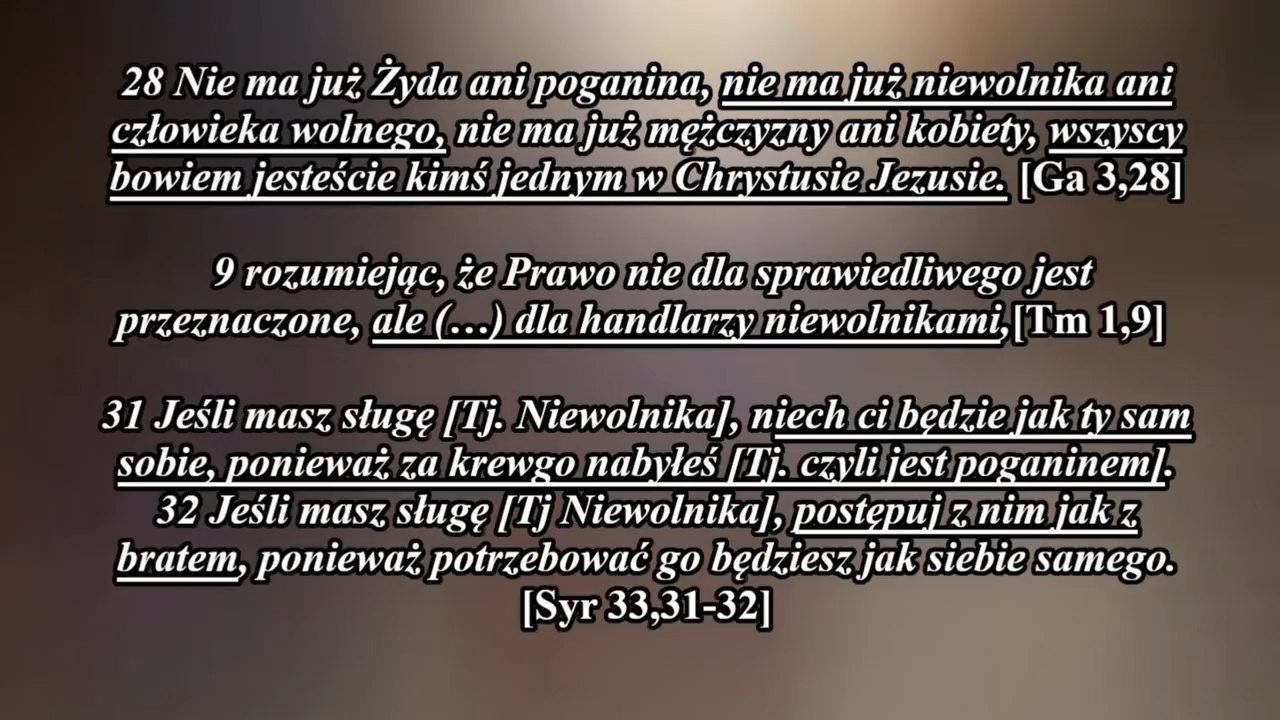 28 Nie ma już Żyda ani poganina, nie ma już niewolnika ani
człowieka wolnego, nie ma już mężczyzny ani kobiety, wszyscy
bowiem jesteście kimś jednym w Chrystusie Jezusie. [Ga 3,28]
9 rozumiejąc, że Prawo nie dla sprawiedliwego jest
przeznaczone, ale (...) dla handlarzy niewolnikami,[Tm 1,9]
31 Jeśli masz sługę [Tj. Niewolnika], niech ci będzie jak ty sam
sobie, ponieważ za krewgo nabyłeś [Tj. czyli jest poganinem].
32 Jeśli masz sługę [Tj Niewolnika], postępuj z nim jak z
bratem, ponieważ potrzebować go będziesz jak siebie samego.
[Syr 33,31-32]